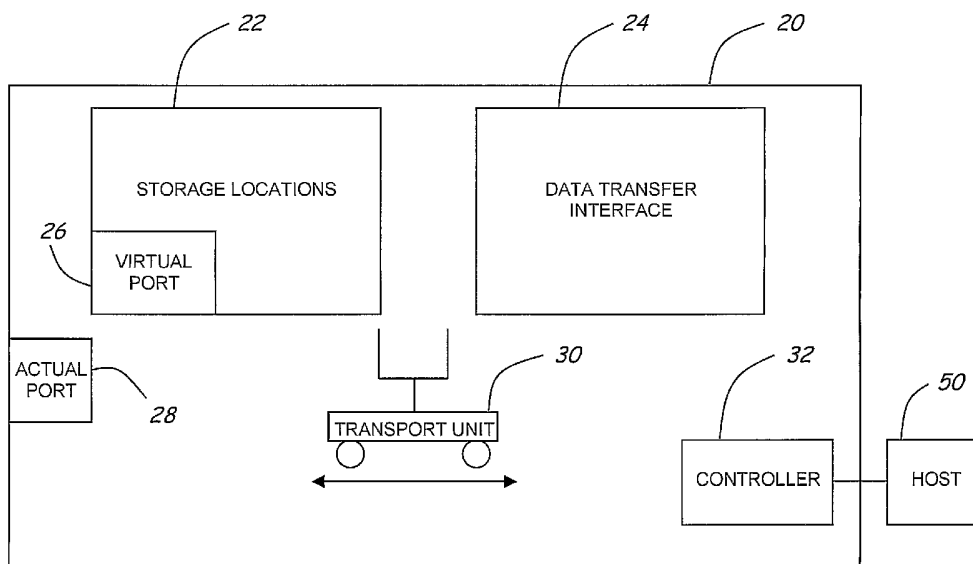 22
24
20
STORAGE LOCATIONS
DATA TRANSFER
INTERFACE
26
VIRTUAL
PORT
ACTUAL
PORT
28
30
TRANSPORT UNIT
32
CONTROLLER
50
HOST